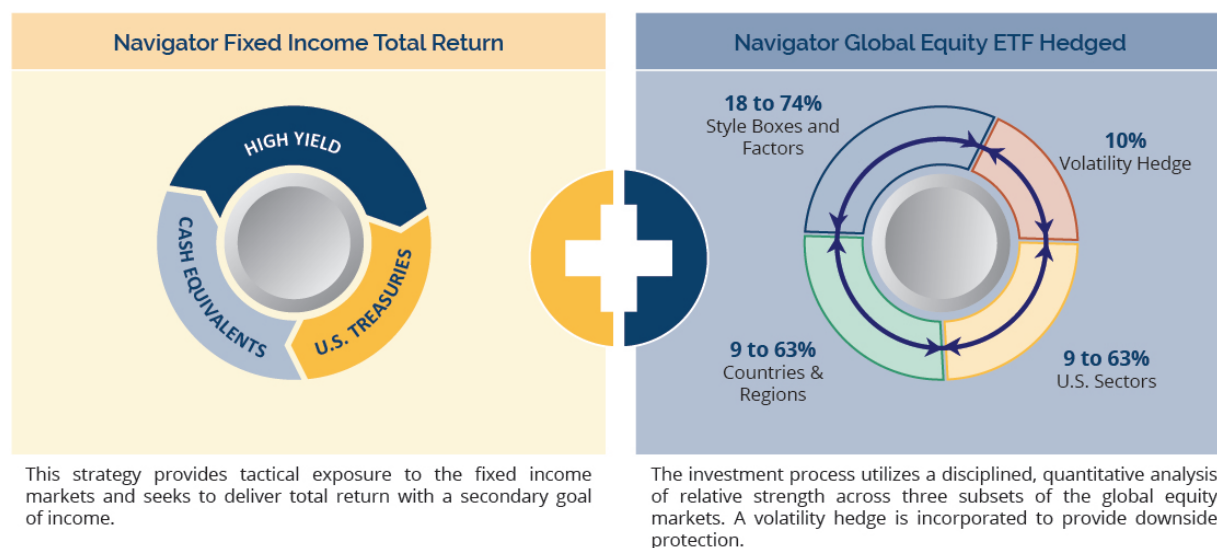 Navigator Fixed Income Total Return
HIGH YIELD
CASH EQUIVALENTS
U.S. TREASURIES
This strategy provides tactical exposure to the fixed income
markets and seeks to deliver total return with a secondary goal
of income.
Navigator Global Equity ETF Hedged
18 to 74%
Style Boxes and
Factors
10%
Volatility Hedge
9 to 63%
Countries &
Regions
9 to 63%
U.S. Sectors
The investment process utilizes a disciplined, quantitative analysis
of relative strength across three subsets of the global equity
markets. A volatility hedge is incorporated to provide downside
protection.